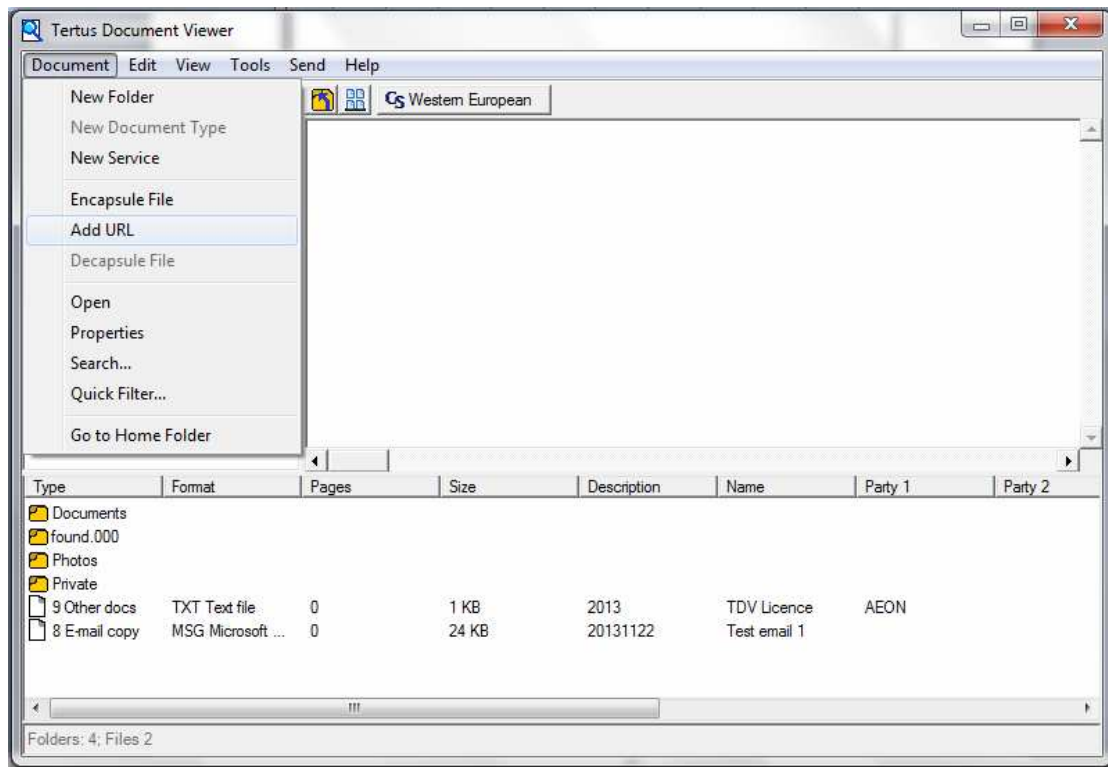 Tertus Document Viewer
Document Edit View Tools Send Help
New Folder
New Document Type
New Service
Encapsule File
Add URL
Decapsule File
Open
Properties
Search...
Quick Filter...
Go to Home Folder
CS Western European
Type Format Pages Size Description Name Party 1 Party 2
Documents
found.000
Photos
Private
9 Other docs TXT Text file 0 1 KB 2013 TDV Licence AEON
8 E-mail copy MSG Microsoft ... 0 24 KB 20131122 Test email 1
Folders: 4; Files 2